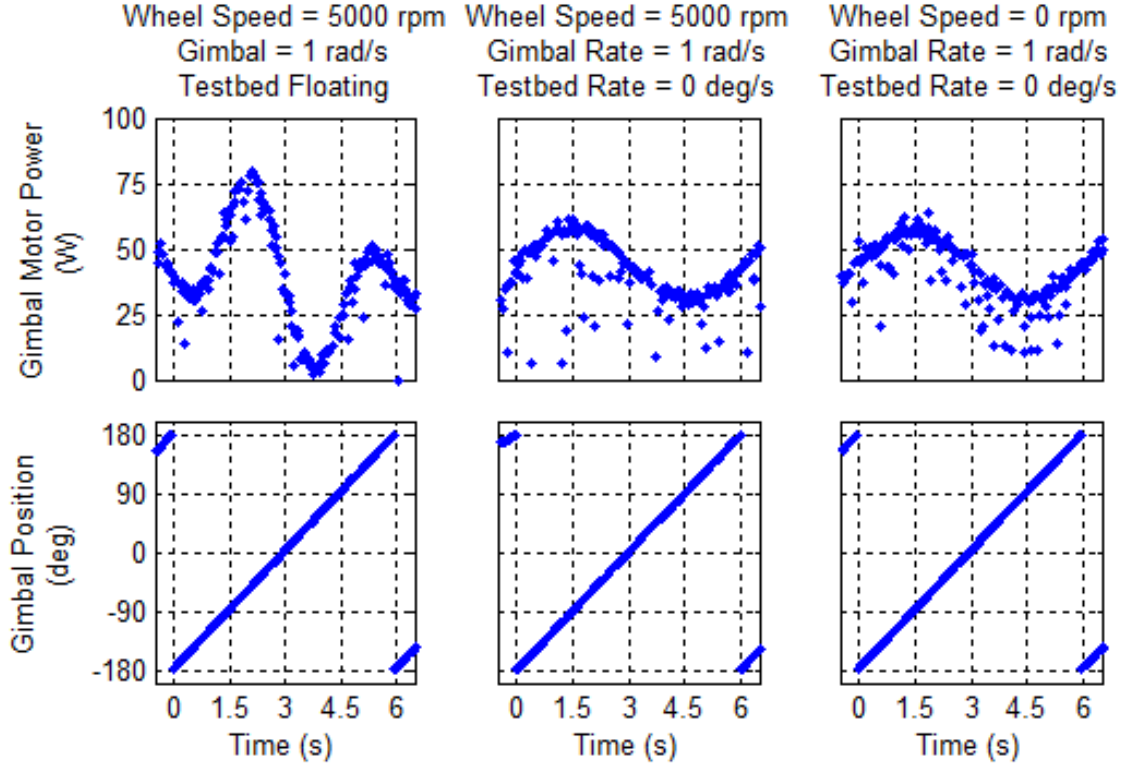 Wheel Speed = 5000 rpm
Gimbal = 1 rad/s
Testbed Floating
Wheel Speed = 5000 rpm
Gimbal Rate = 1 rad/s
Testbed Rate = 0 deg/s
Wheel Speed = 0 rpm
Gimbal Rate = 1 rad/s
Testbed Rate = 0 deg/s
Gimbal Motor Power
(W)
100
75
50
25
0
Gimbal Position
(deg)
180
90
0
-90
-180
0 1.5 3 4.5 6
Time (s)
0 1.5 3 4.5 6
Time (s)
0 1.5 3 4.5 6
Time (s)